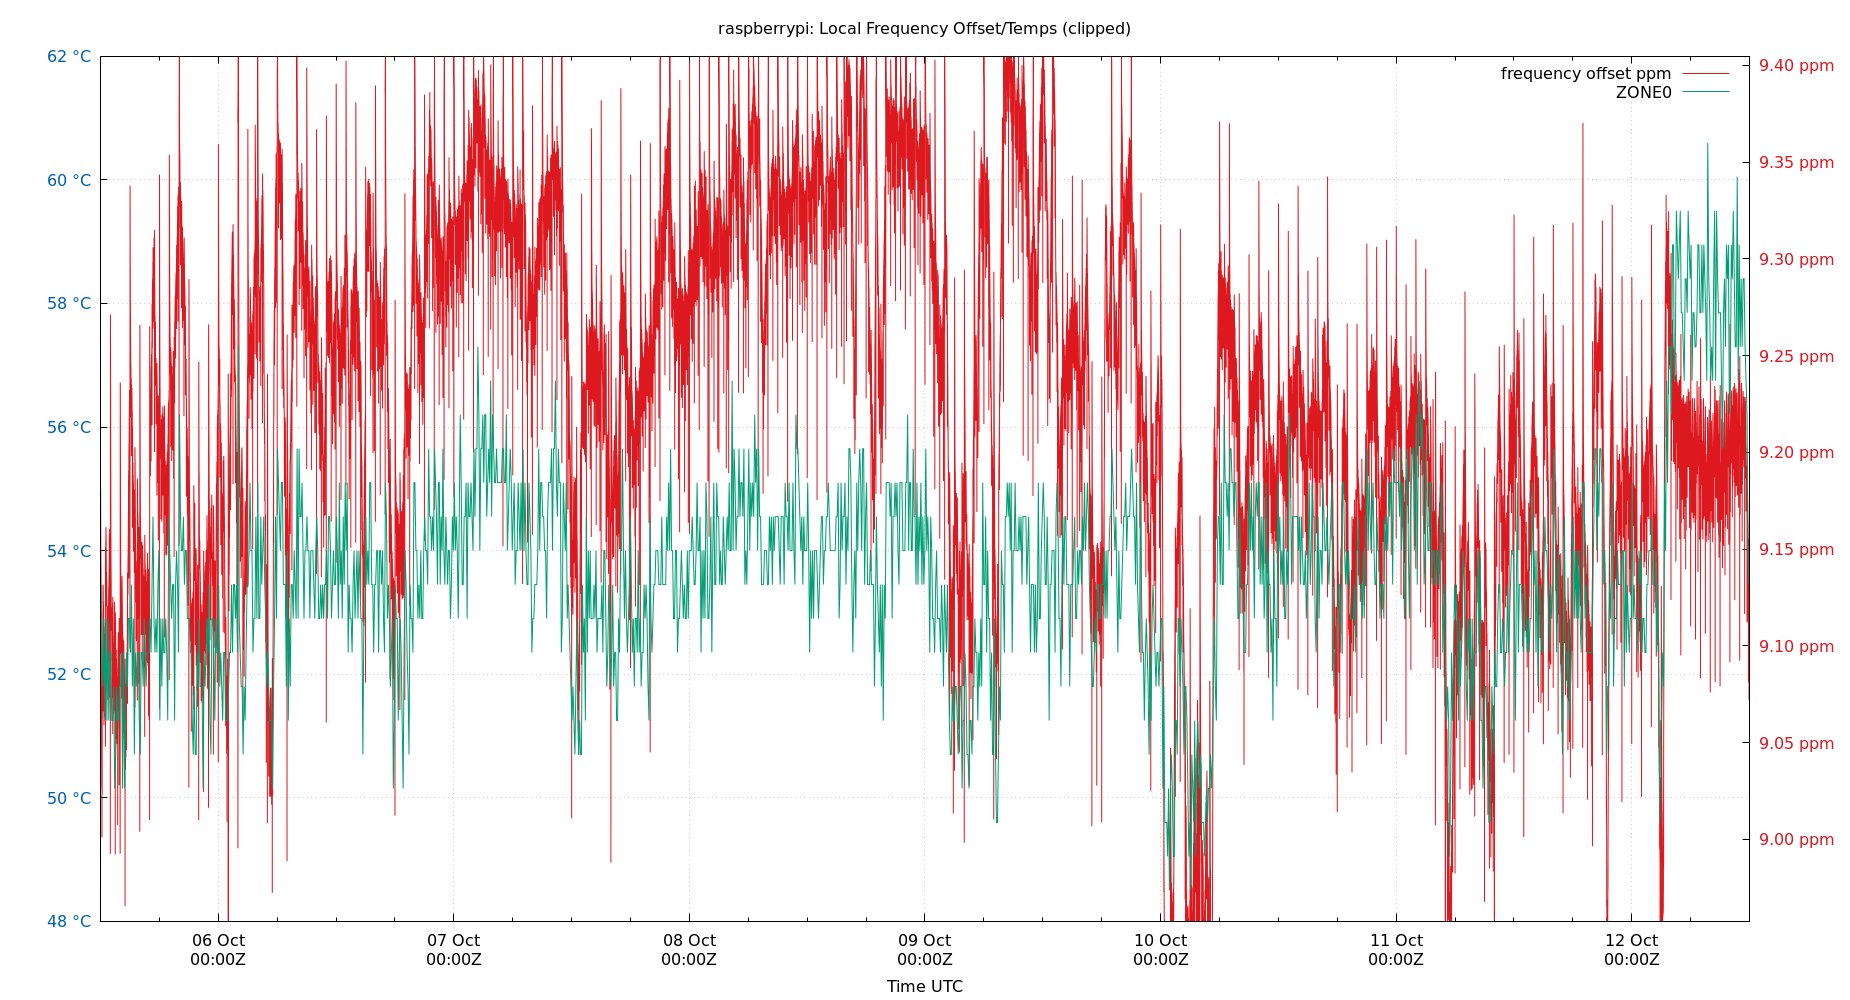 raspberrypi: Local Frequency Offset/Temps (clipped)
62 °C
60 °C
58 °C
56 °C
54 °C
52 °C
50 °C
48 °C
9.40 ppm
9.35 ppm
9.30 ppm
9.25 ppm
9.20 ppm
9.15 ppm
9.10 ppm
9.05 ppm
9.00 ppm
frequency offset ppm
ZONE0
06 Oct
00:00Z
07 Oct
00:00Z
08 Oct
00:00Z
09 Oct
00:00Z
10 Oct
00:00Z
11 Oct
00:00Z
12 Oct
00:00Z
Time UTC